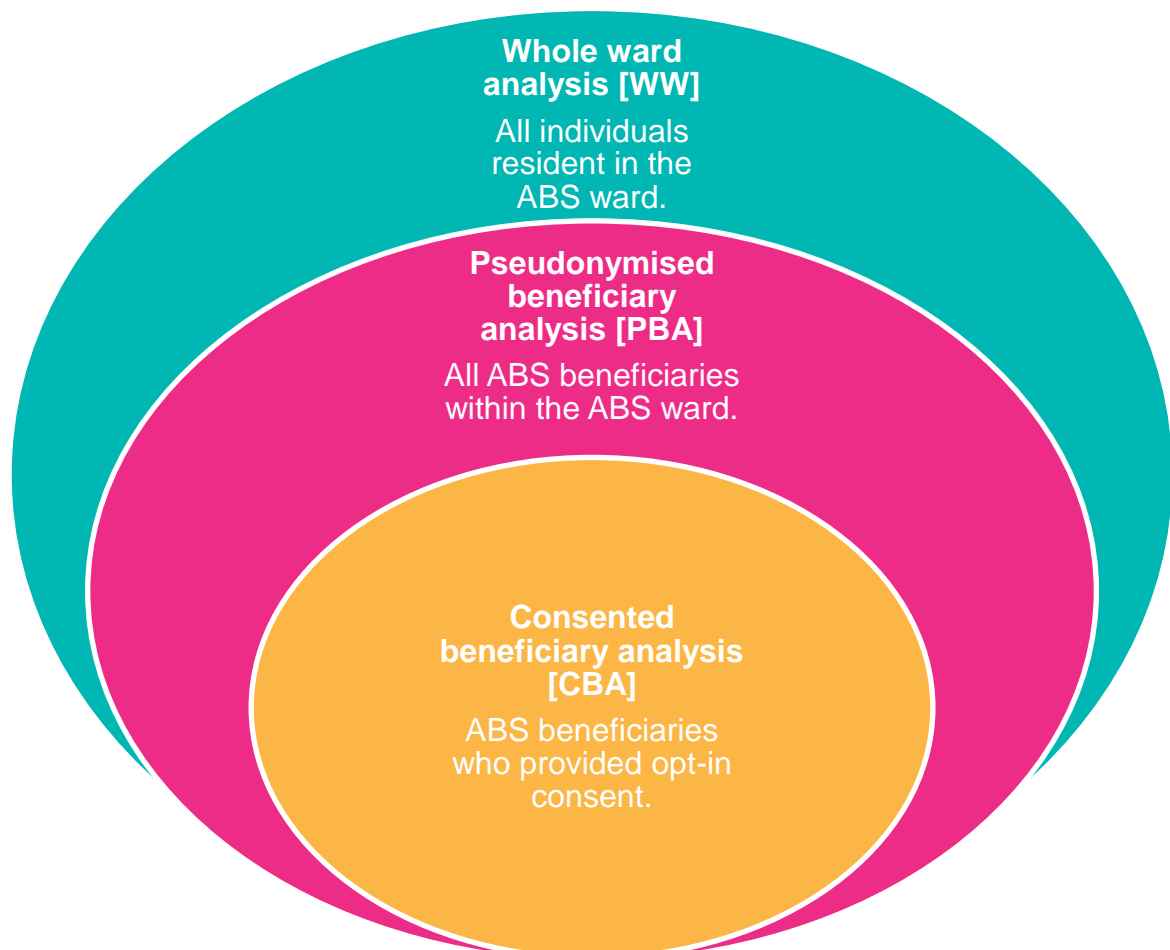 Whole ward
analysis [WW]
All individuals
resident in the
ABS ward.
Pseudonymised
beneficiary
analysis [PBA]
All ABS beneficiaries
within the ABS ward.
Consented
beneficiary analysis
[CBA]
ABS beneficiaries
who provided opt-in
consent.